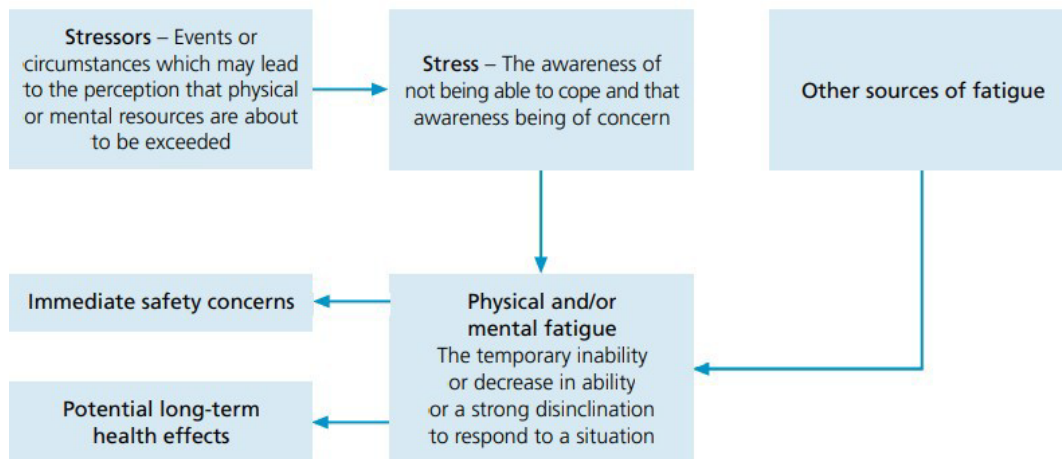 Stressors – Events or
circumstances which may lead
to the perception that physical
or mental resources are about
to be exceeded
Stress – The awareness of
not being able to cope and that
awareness being of concern
Other sources of fatigue
Immediate safety concerns
Potential long-term
health effects
Physical and/or
mental fatigue
The temporary inability
or decrease in ability
or a strong disinclination
to respond to a situation